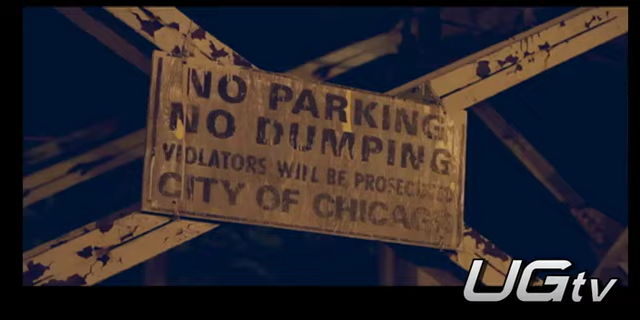 NO PARKING
NO DUMPING
VIOLATORS WILL BE PROSECUTED
CITY OF CHICAGO
UGtv